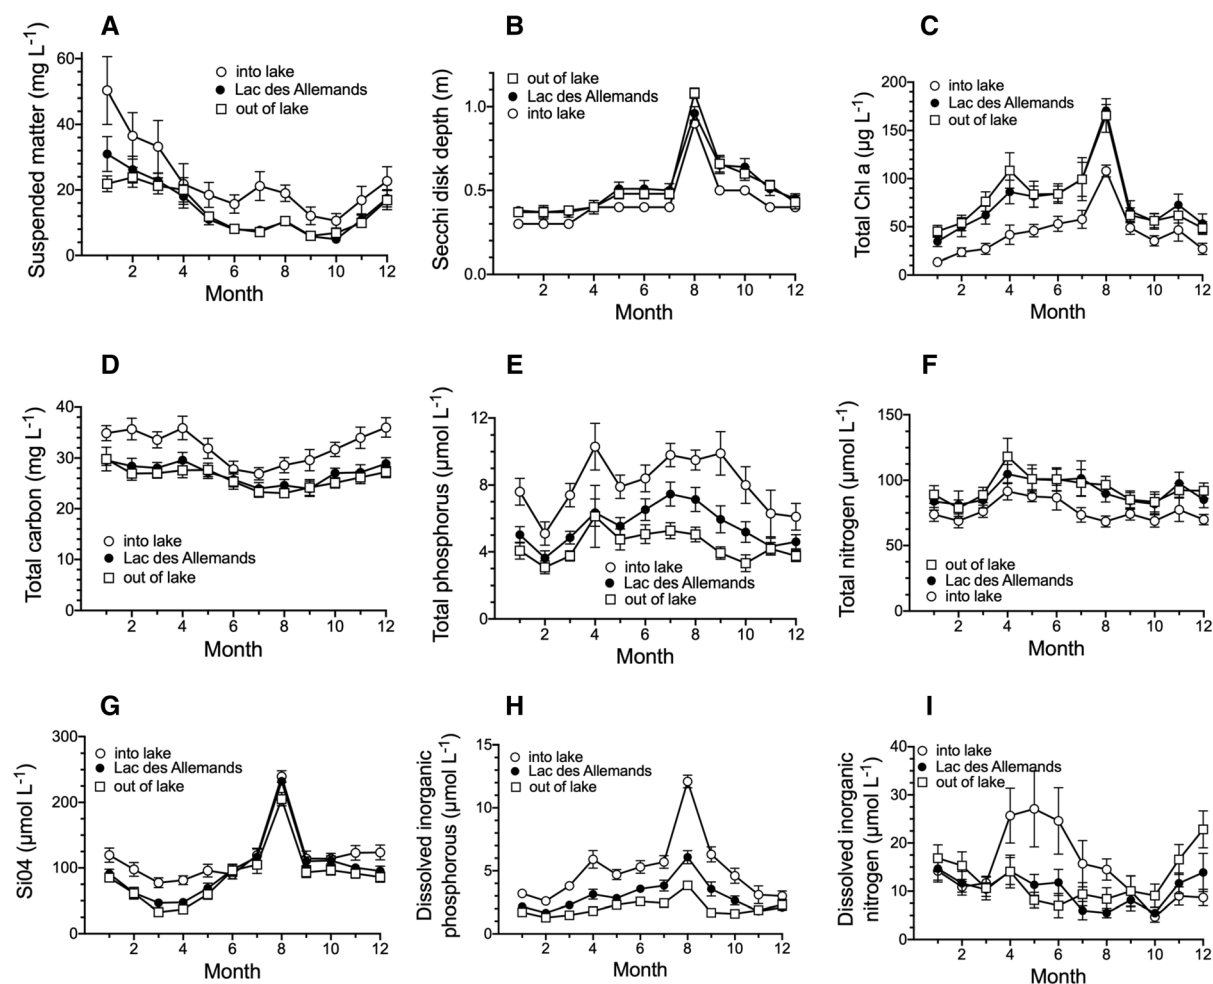 A
Suspended matter (mg L-1)
60
40
20
0
into lake
Lac des Allemands
out of lake
2 4 6 8 10 12
Month
B
Secchi disk depth (m)
1.0
0.5
0.0
out of lake
Lac des Allemands
into lake
2 4 6 8 10 12
Month
C
Total Chl a (µg L-1)
200
150
100
50
0
into lake
Lac des Allemands
out of lake
2 4 6 8 10 12
Month
D
Total carbon (mg L-1)
40
30
20
10
0
into lake
Lac des Allemands
out of lake
2 4 6 8 10 12
Month
E
Total phosphorus (µmol L-1)
12
8
4
0
into lake
Lac des Allemands
out of lake
2 4 6 8 10 12
Month
F
Total nitrogen (µmol L-1)
150
100
50
0
out of lake
Lac des Allemands
into lake
2 4 6 8 10 12
Month
G
Si04 (µmol L-1)
300
200
100
0
into lake
Lac des Allemands
out of lake
2 4 6 8 10 12
Month
H
Dissolved inorganic
phosphorous (µmol L-1)
15
10
5
0
into lake
Lac des Allemands
out of lake
2 4 6 8 10 12
Month
I
Dissolved inorganic
nitrogen (µmol L-1)
40
30
20
10
0
into lake
Lac des Allemands
out of lake
2 4 6 8 10 12
Month